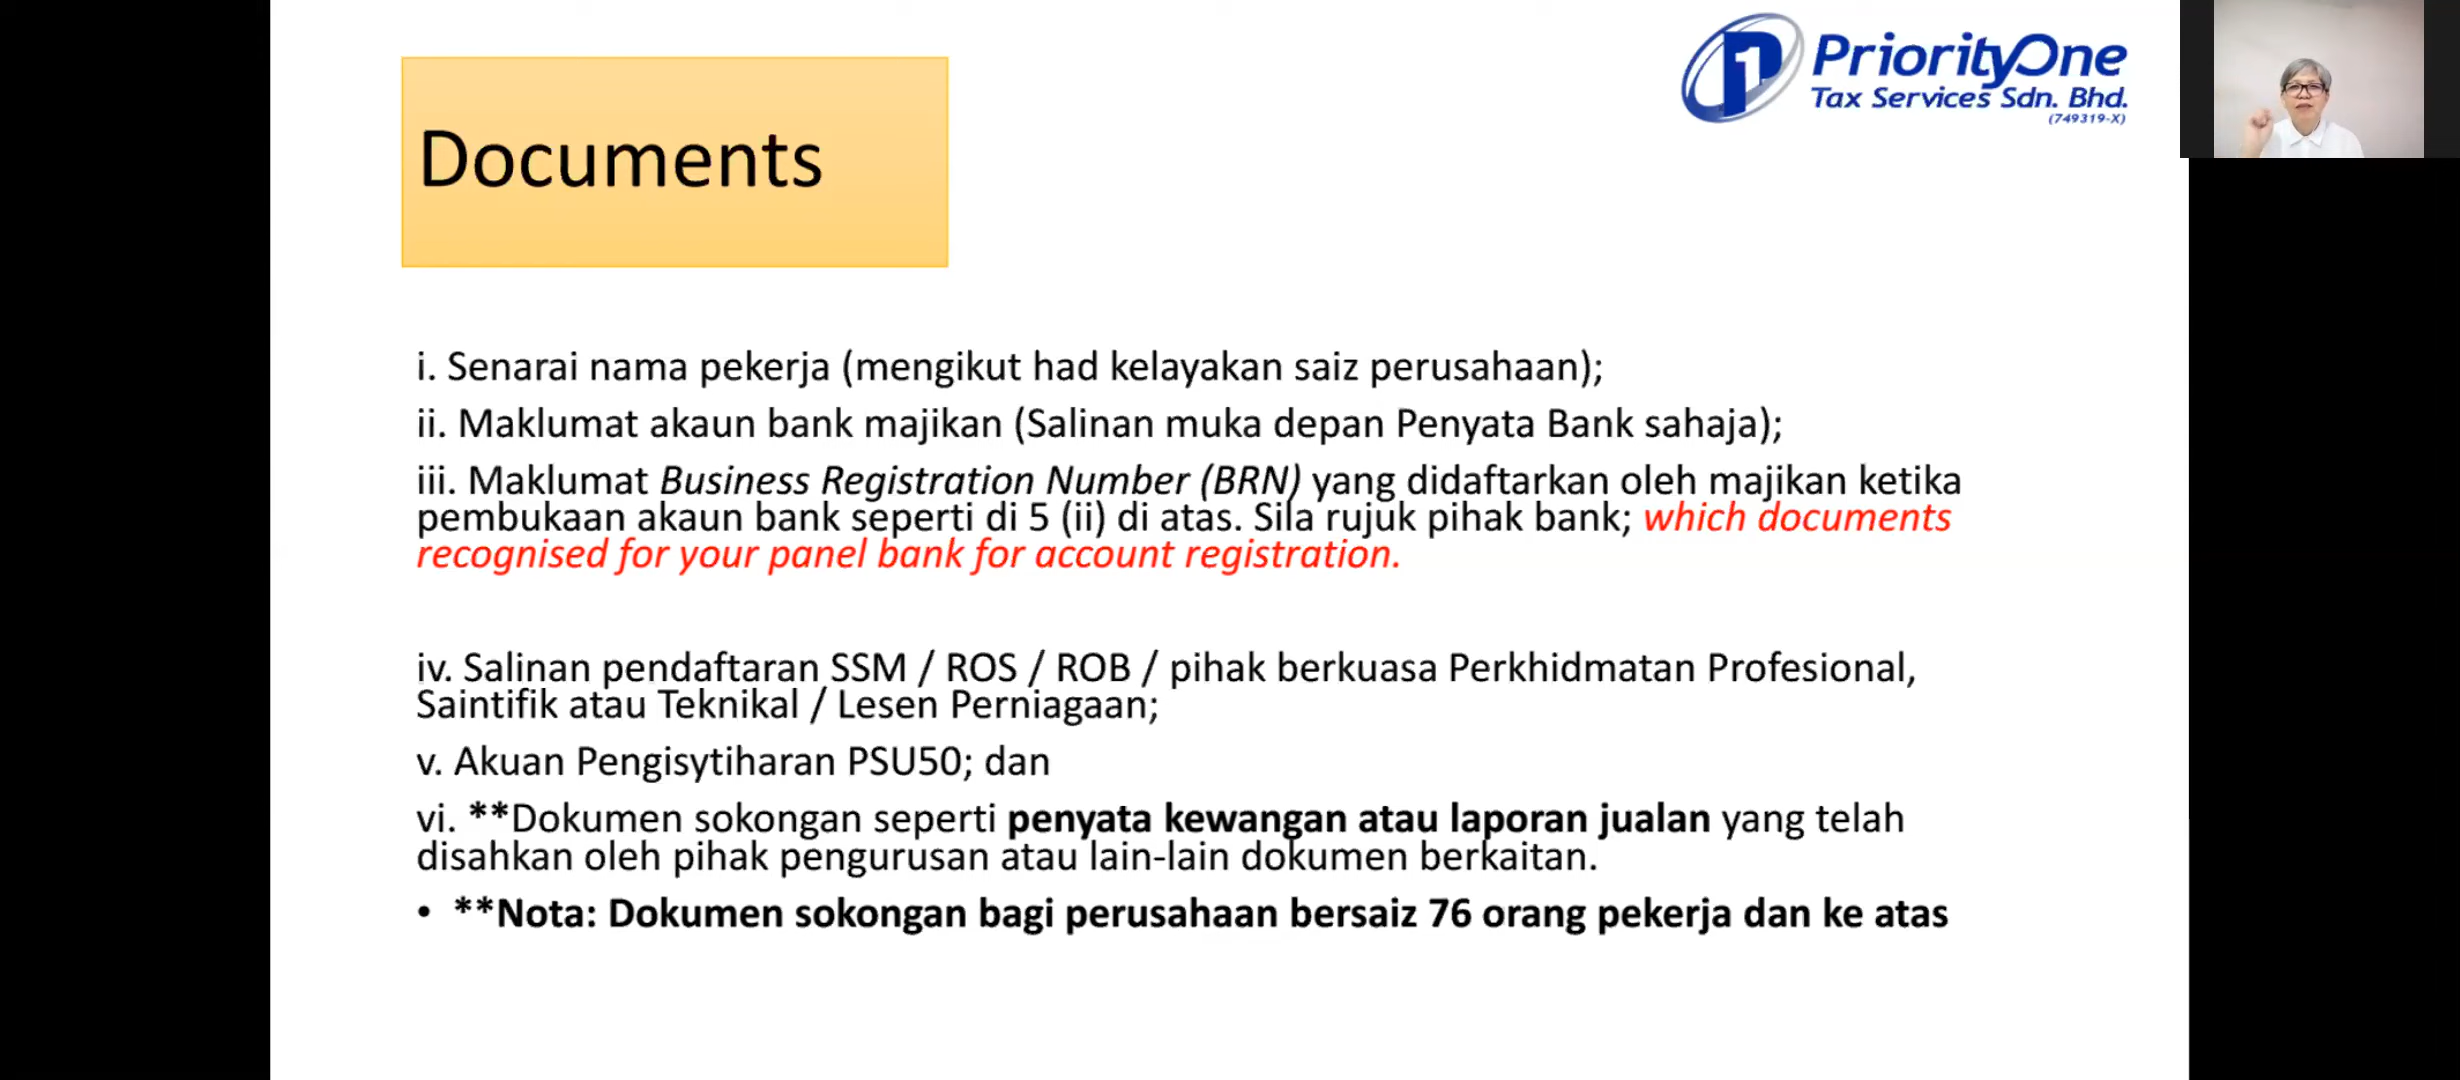 PriorityOne
Tax Services Sdn. Bhd.
(749319-X)
Documents
i. Senarai nama pekerja (mengikut had kelayakan saiz perusahaan);
ii. Maklumat akaun bank majikan (Salinan muka depan Penyata Bank sahaja);
iii. Maklumat Business Registration Number (BRN) yang didaftarkan oleh majikan ketika
pembukaan akaun bank seperti di 5 (ii) di atas. Sila rujuk pihak bank; which documents
recognised for your panel bank for account registration.
iv. Salinan pendaftaran SSM / ROS / ROB / pihak berkuasa Perkhidmatan Profesional,
Saintifik atau Teknikal / Lesen Perniagaan;
v. Akuan Pengisytiharan PSU50; dan
vi. **Dokumen sokongan seperti penyata kewangan atau laporan jualan yang telah
disahkan oleh pihak pengurusan atau lain-lain dokumen berkaitan.
• **Nota: Dokumen sokongan bagi perusahaan bersaiz 76 orang pekerja dan ke atas